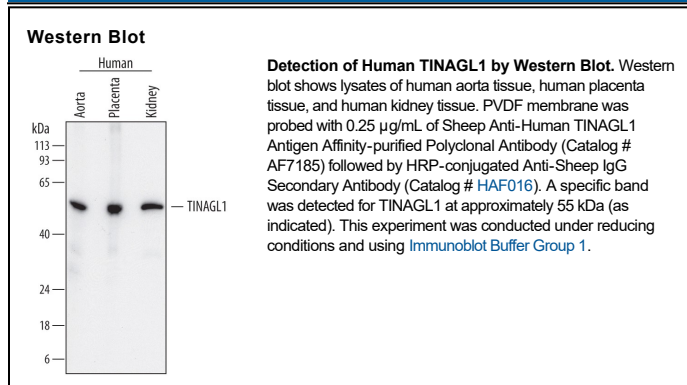 Western Blot
Human
Aorta
Placenta
Kidney
kDa
113
93
65
40
24
18
6
TINAGL1
Detection of Human TINAGL1 by Western Blot. Western
blot shows lysates of human aorta tissue, human placenta
tissue, and human kidney tissue. PVDF membrane was
probed with 0.25 µg/mL of Sheep Anti-Human TINAGL1
Antigen Affinity-purified Polyclonal Antibody (Catalog #
AF7185) followed by HRP-conjugated Anti-Sheep IgG
Secondary Antibody (Catalog # HAF016). A specific band
was detected for TINAGL1 at approximately 55 kDa (as
indicated). This experiment was conducted under reducing
conditions and using Immunoblot Buffer Group 1.